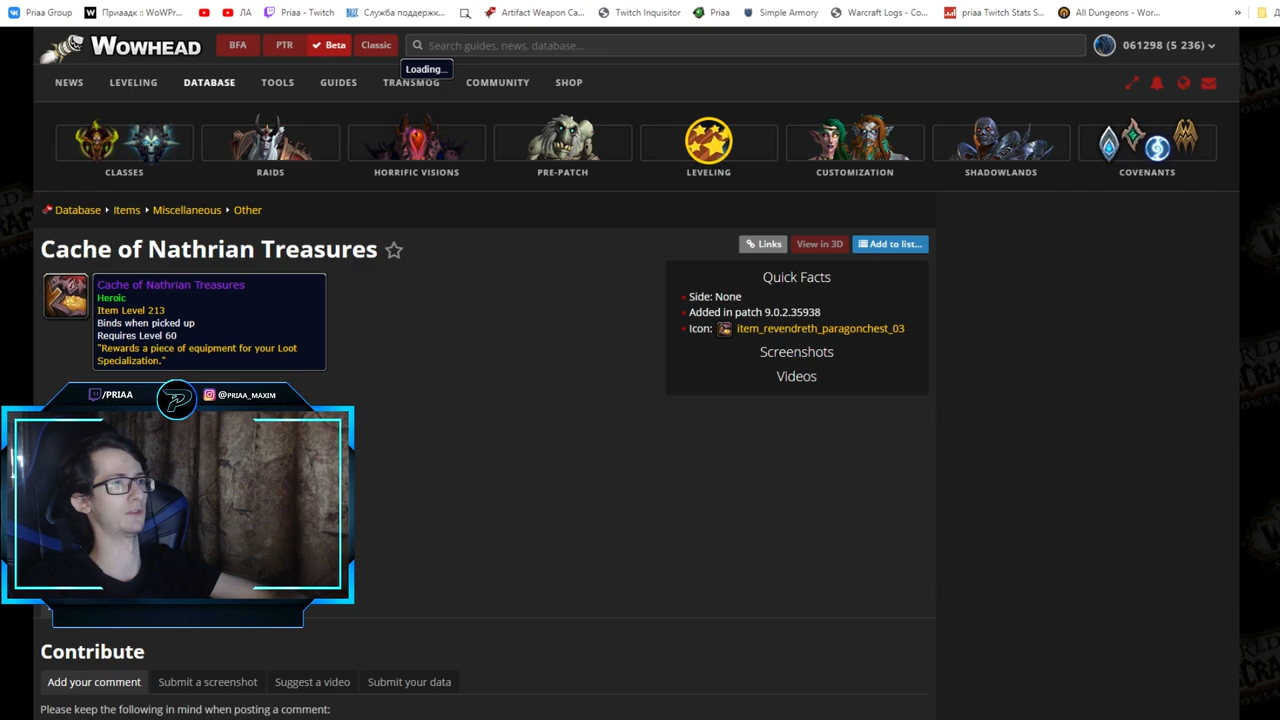 Priaa Group
Приаадк :: WoWPr...
ЛА
Priaa - Twitch
Служба поддержк...
Artifact Weapon Ca...
Twitch Inquisitor
Priaa
Simple Armory
Warcraft Logs - Co...
priaa Twitch Stats S...
All Dungeons - Wor...
»
WOWHEAD
BFA
PTR
Beta
Classic
Search guides, news, database...
061298 (5 236)
Loading...
NEWS
LEVELING
DATABASE
TOOLS
GUIDES
TRANSMOG
COMMUNITY
SHOP
CLASSES
RAIDS
HORRIFIC VISIONS
PRE-PATCH
LEVELING
CUSTOMIZATION
SHADOWLANDS
COVENANTS
Database
Items
Miscellaneous
Other
Cache of Nathrian Treasures
Links
View in 3D
Add to list...
Cache of Nathrian Treasures
Heroic
Item Level 213
Binds when picked up
Requires Level 60
"Rewards a piece of equipment for your Loot
Specialization."
Quick Facts
Side: None
Added in patch 9.0.2.35938
Icon: item_revendreth_paragonchest_03
Screenshots
Videos
/PRIAA
@PRIAA_MAXIM
Contribute
Add your comment
Submit a screenshot
Suggest a video
Submit your data
Please keep the following in mind when posting a comment: